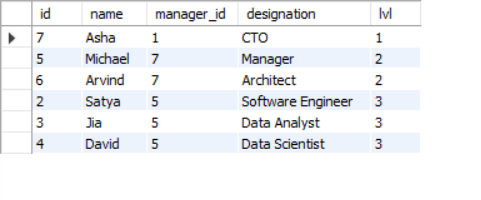 id name manager_id designation lvl
7 Asha 1 CTO 1
5 Michael 7 Manager 2
6 Arvind 7 Architect 2
2 Satya 5 Software Engineer 3
3 Jia 5 Data Analyst 3
4 David 5 Data Scientist 3